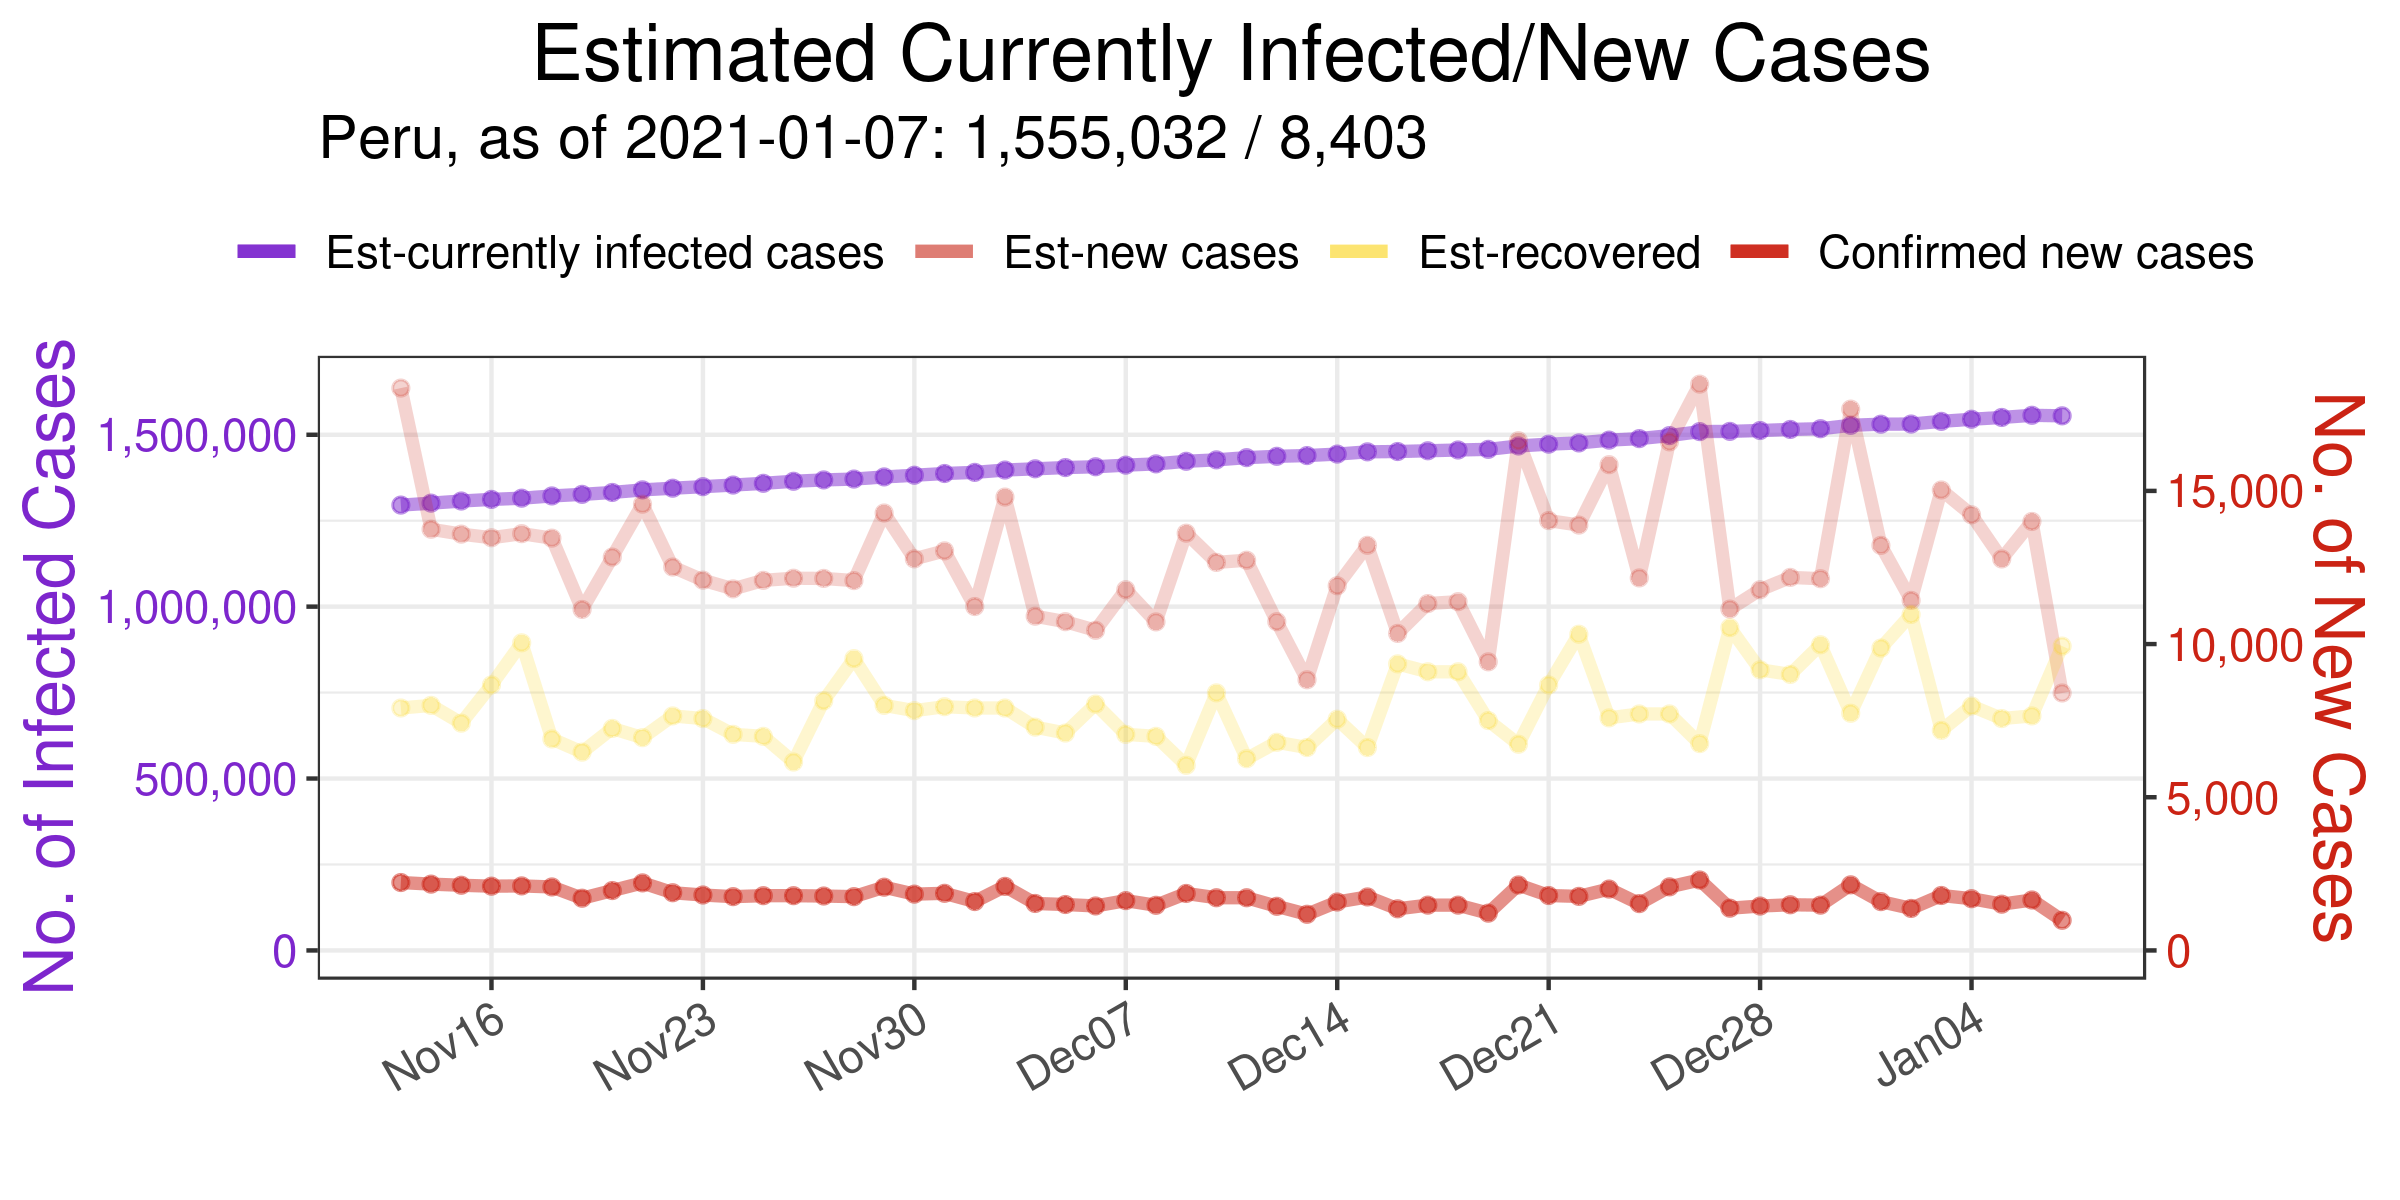 Estimated Currently Infected/New Cases
Peru, as of 2021-01-07: 1,555,032 / 8,403
Est-currently infected cases Est-new cases Est-recovered Confirmed new cases
No. of Infected Cases
1,500,000
1,000,000
500,000
0
15,000
10,000
5,000
0
No. of New Cases
Nov16 Nov23 Nov30 Dec07 Dec14 Dec21 Dec28 Jan04